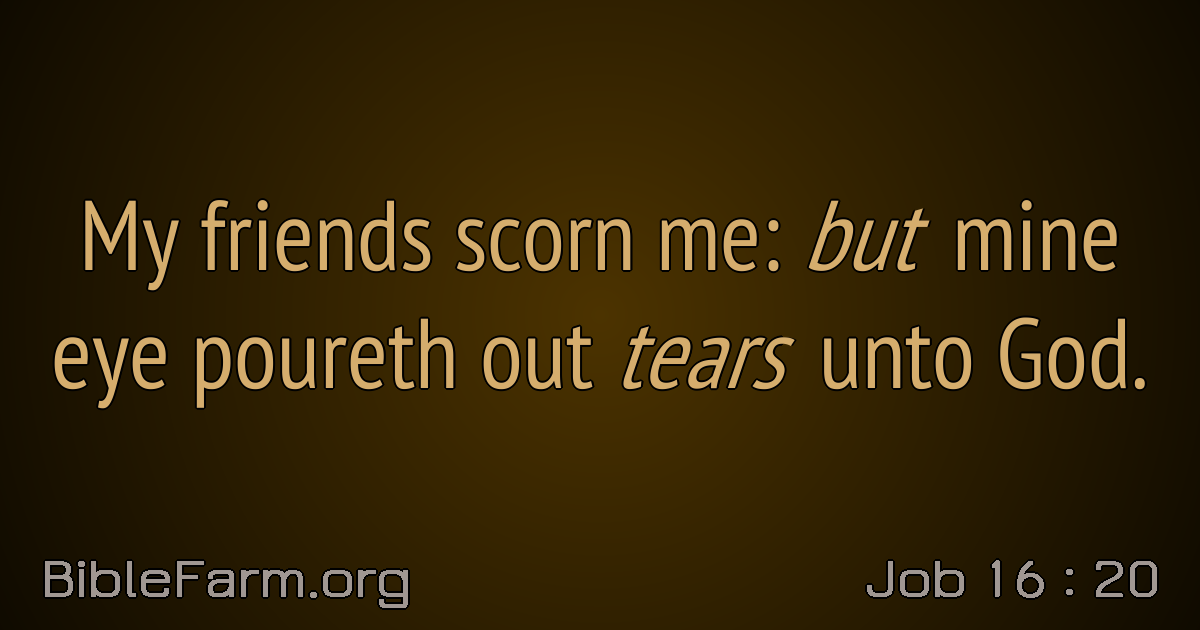 My friends scorn me: but mine
eye poureth out tears unto God.
BibleFarm.org
Job 16 : 20